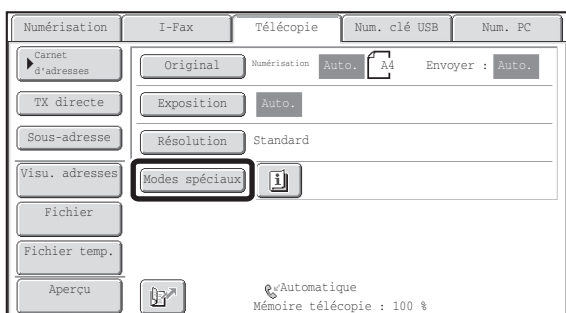 Numérisation I-Fax Télécopie Num. clé USB Num. PC
Carnet d'adresses
Original Numérisation Auto. A4 Envoyer : Auto.
TX directe Exposition Auto.
Sous-adresse Résolution Standard
Visu. adresses Modes spéciaux
Fichier
Fichier temp.
Aperçu
Automatique
Mémoire télécopie : 100 %